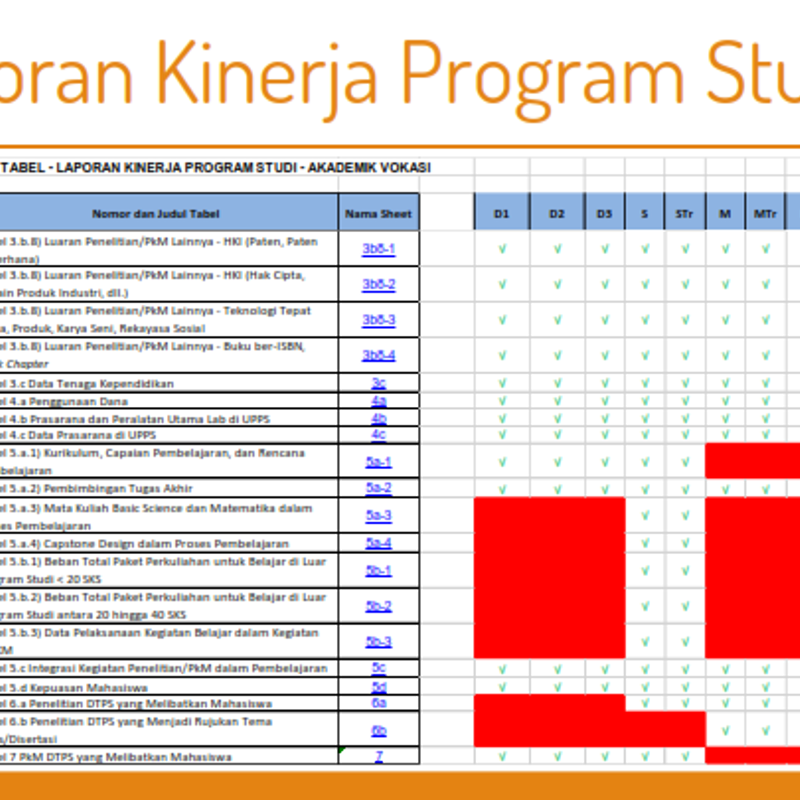 oran Kinerja Program Stu
TABEL - LAPORAN KINERJA PROGRAM STUDI - AKADEMIK VOKASI
Nomor dan Judul Tabel Nama Sheet D1 D2 D3 S STr M MTr
el 3.b.8) Luaran Penelitian/PkM Lainnya - HKI (Paten, Paten
erhana)
3b8-1 √ √ √ √ √ √ √
el 3.b.8) Luaran Penelitian/PkM Lainnya - HKI (Hak Cipta,
ain Produk Industri, dll.)
3b8-2 √ √ √ √ √ √ √
el 3.b.8) Luaran Penelitian/PkM Lainnya - Teknologi Tepat
a, Produk, Karya Seni, Rekayasa Sosial
3b8-3 √ √ √ √ √ √ √
el 3.b.8) Luaran Penelitian/PkM Lainnya - Buku ber-ISBN,
Chapter
3b8-4 √ √ √ √ √ √ √
el 3.c Data Tenaga Kependidikan 3c √ √ √ √ √ √ √
el 4.a Penggunaan Dana 4a √ √ √ √ √ √ √
el 4.b Prasarana dan Peralatan Utama Lab di UPPS 4b √ √ √ √ √ √ √
el 4.c Data Prasarana di UPPS 4c √ √ √ √ √ √ √
el 5.a.1) Kurikulum, Capaian Pembelajaran, dan Rencana
belajaran
5a-1 √ √ √ √ √
el 5.a.2) Pembimbingan Tugas Akhir 5a-2 √ √ √ √ √ √ √
el 5.a.3) Mata Kuliah Basic Science dan Matematika dalam
es Pembelajaran
5a-3 √ √
el 5.a.4) Capstone Design dalam Proses Pembelajaran 5a-4 √ √
el 5.b.1) Beban Total Paket Perkuliahan untuk Belajar di Luar
gram Studi < 20 SKS
5b-1 √ √
el 5.b.2) Beban Total Paket Perkuliahan untuk Belajar di Luar
gram Studi antara 20 hingga 40 SKS
5b-2 √ √
el 5.b.3) Data Pelaksanaan Kegiatan Belajar dalam Kegiatan
KM
5b-3 √ √
el 5.c Integrasi Kegiatan Penelitian/PkM dalam Pembelajaran 5c √ √ √ √ √ √ √
el 5.d Kepuasan Mahasiswa 5d √ √ √ √ √ √ √
el 6.a Penelitian DTPS yang Melibatkan Mahasiswa 6a √ √ √ √
el 6.b Penelitian DTPS yang Menjadi Rujukan Tema
s/Disertasi
6b √ √
el 7 PkM DTPS yang Melibatkan Mahasiswa 7 √ √ √ √ √